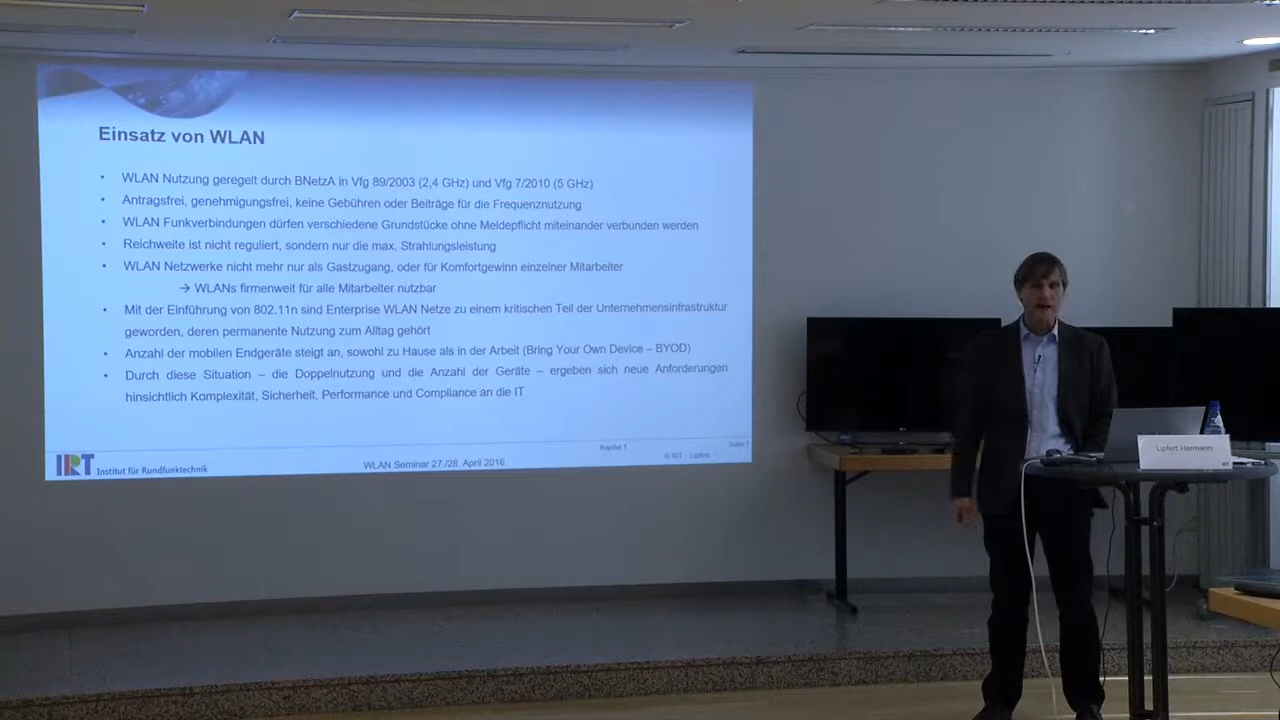 Einsatz von WLAN
• WLAN Nutzung geregelt durch BNetzA in Vfg 89/2003 (2,4 GHz) und Vfg 7/2010 (5 GHz)
• Antragsfrei, genehmigungsfrei, keine Gebühren oder Beiträge für die Frequenznutzung
• WLAN Funkverbindungen dürfen verschiedene Grundstücke ohne Meldepflicht miteinander verbunden werden
• Reichweite ist nicht reguliert, sondern nur die max. Strahlungsleistung
• WLAN Netzwerke nicht mehr nur als Gastzugang, oder für Komfortgewinn einzelner Mitarbeiter
→ WLANs firmenweit für alle Mitarbeiter nutzbar
• Mit der Einführung von 802.11n sind Enterprise WLAN Netze zu einem kritischen Teil der Unternehmensinfrastruktur
geworden, deren permanente Nutzung zum Alltag gehört
• Anzahl der mobilen Endgeräte steigt an, sowohl zu Hause als in der Arbeit (Bring Your Own Device – BYOD)
• Durch diese Situation – die Doppelnutzung und die Anzahl der Geräte – ergeben sich neue Anforderungen
hinsichtlich Komplexität, Sicherheit, Performance und Compliance an die IT
IRT Institut für Rundfunktechnik
WLAN Seminar 27./28. April 2016
Kapitel 1
Seite 7
© IRT - Lipfert
Lipfert Hermann